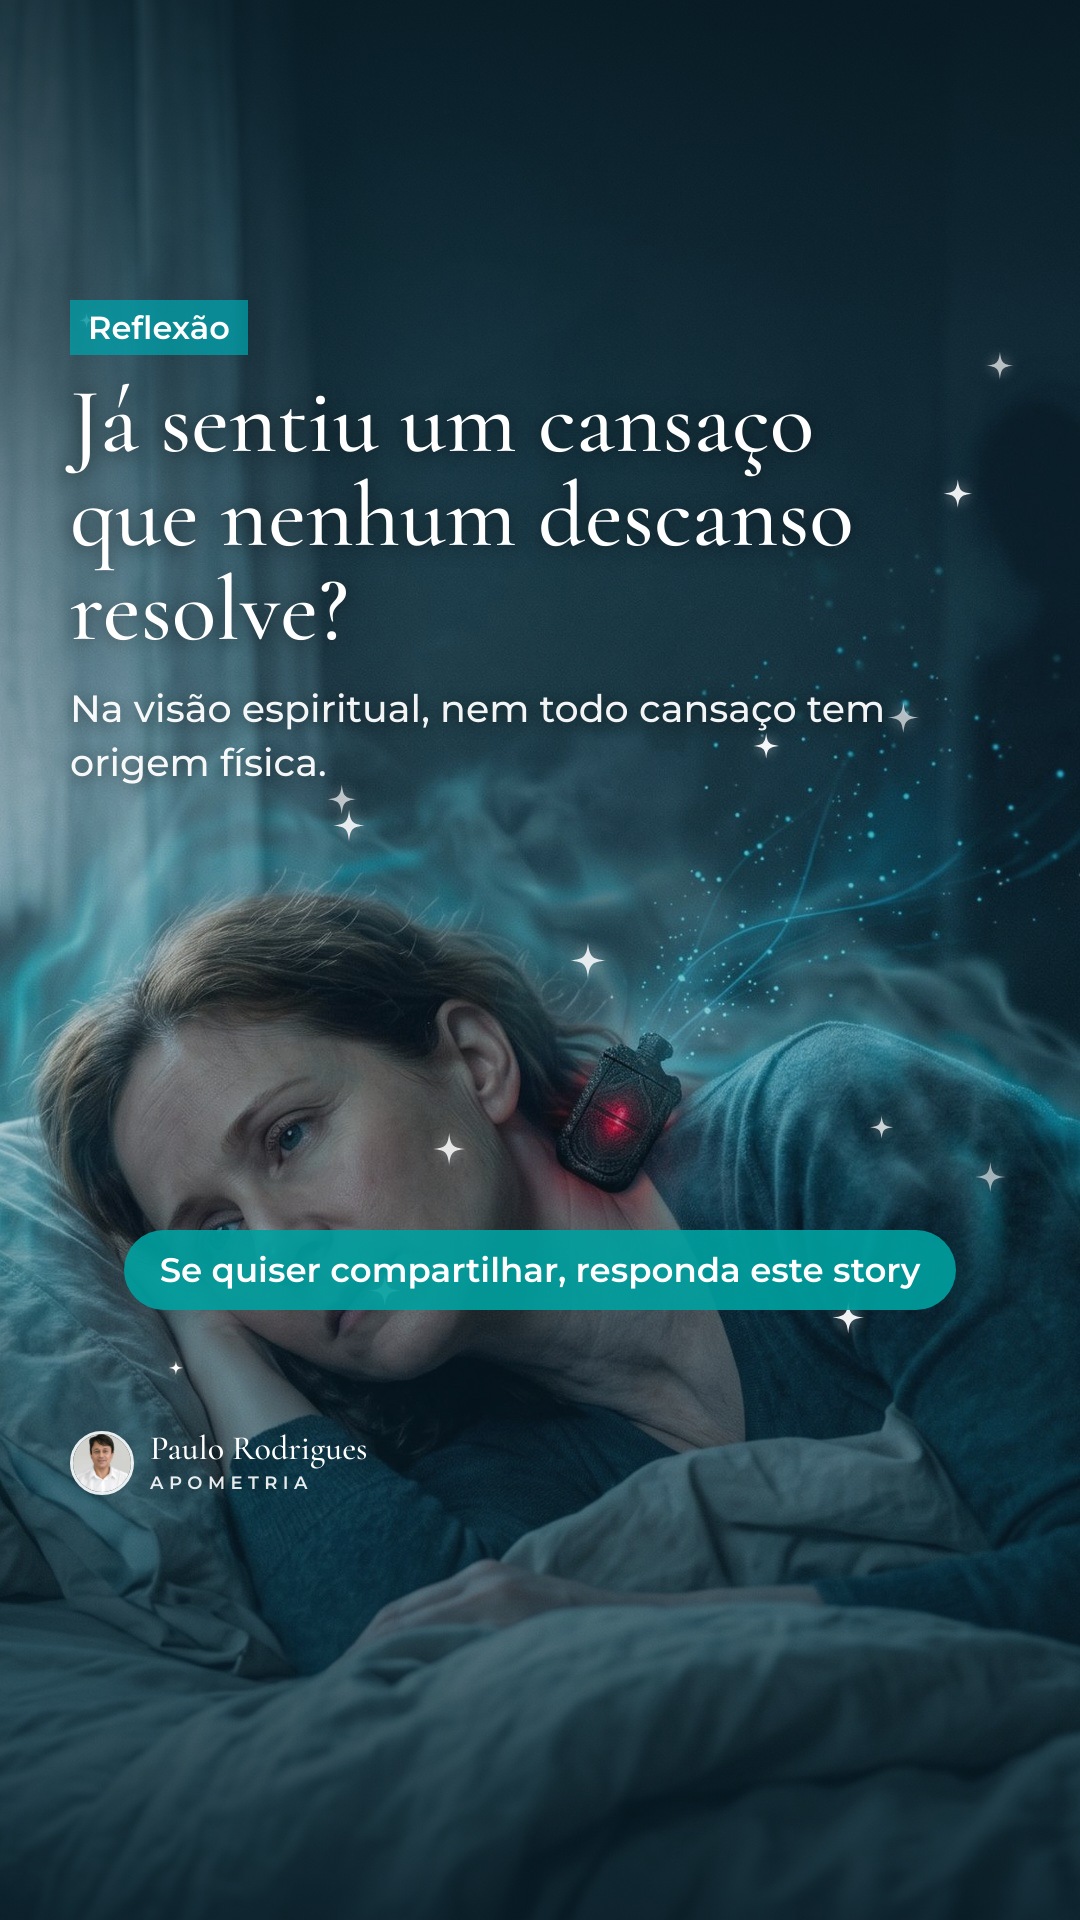 Reflexão
Já sentiu um cansaço
que nenhum descanso
resolve?
Na visão espiritual, nem todo cansaço tem
origem física.
Se quiser compartilhar, responda este story
Paulo Rodrigues
APOMETRIA